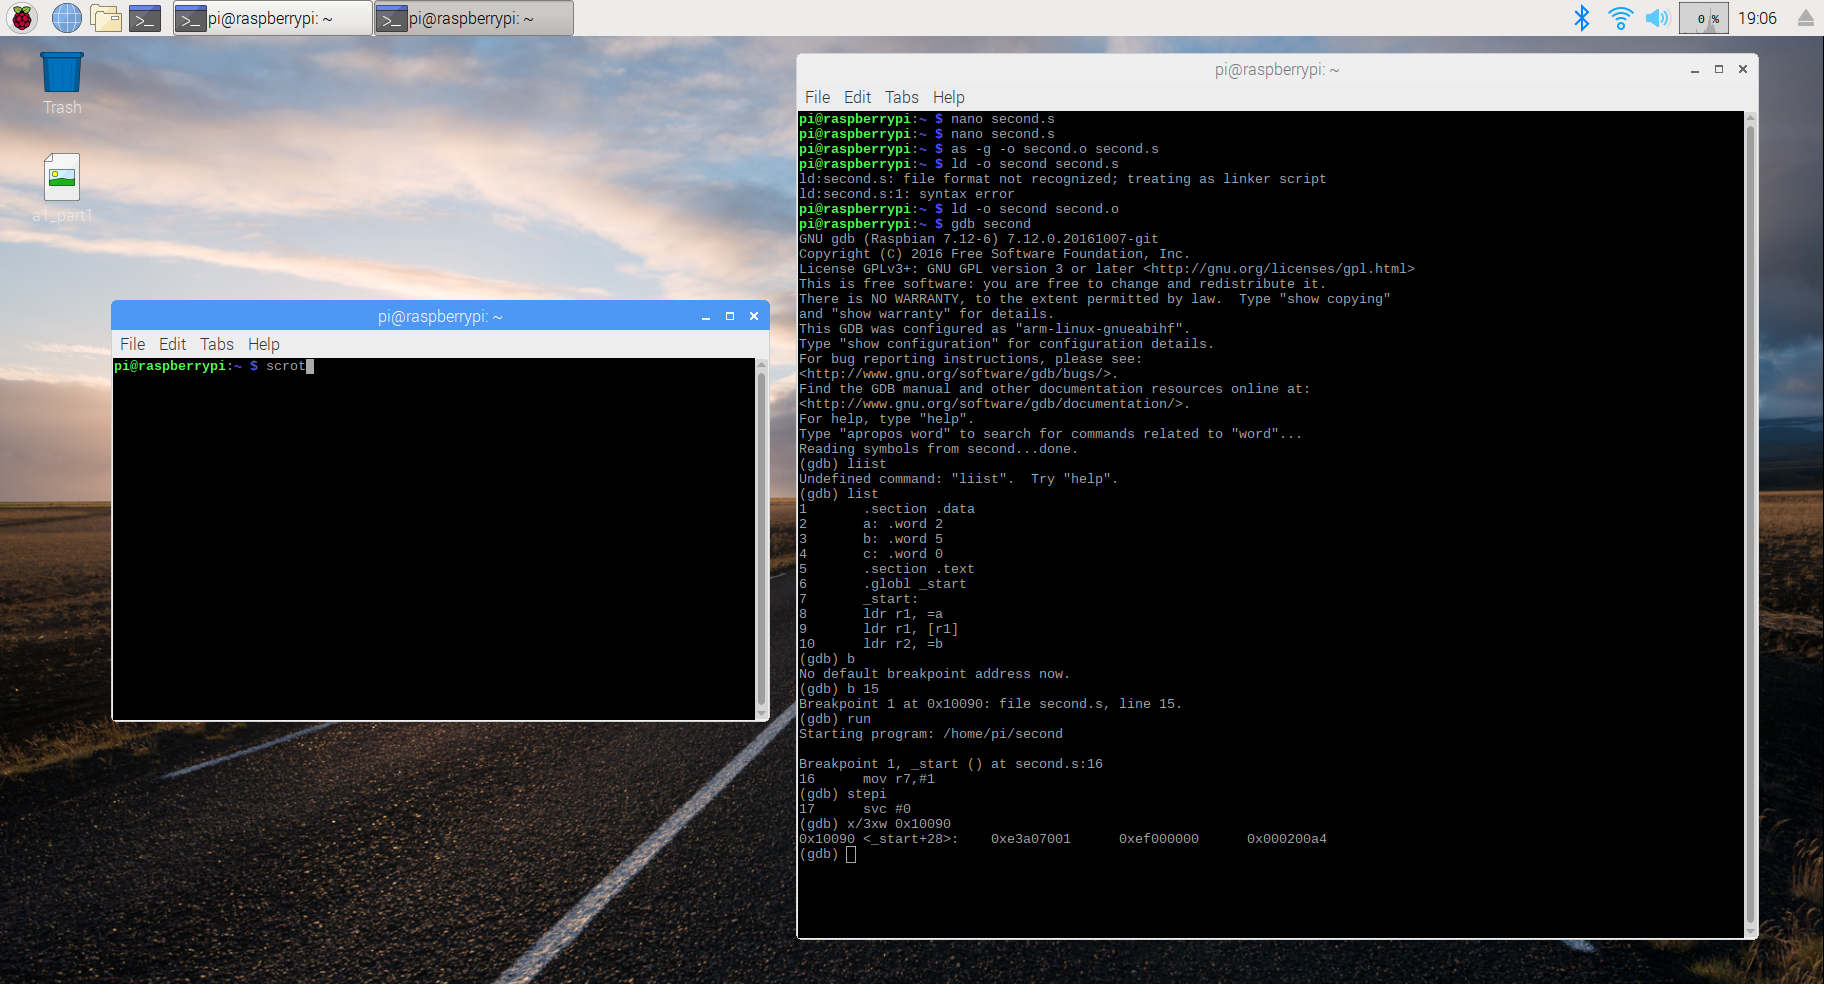 pi@raspberrypi: ~
pi@raspberrypi: ~
0 %
19:06
Trash
a1_part1
pi@raspberrypi: ~
File Edit Tabs Help
pi@raspberrypi:~ $ scrot
pi@raspberrypi: ~
File Edit Tabs Help
pi@raspberrypi:~ $ nano second.s
pi@raspberrypi:~ $ nano second.s
pi@raspberrypi:~ $ as -g -o second.o second.s
pi@raspberrypi:~ $ ld -o second second.s
ld:second.s: file format not recognized; treating as linker script
ld:second.s:1: syntax error
pi@raspberrypi:~ $ ld -o second second.o
pi@raspberrypi:~ $ gdb second
GNU gdb (Raspbian 7.12-6) 7.12.0.20161007-git
Copyright (C) 2016 Free Software Foundation, Inc.
License GPLv3+: GNU GPL version 3 or later <http://gnu.org/licenses/gpl.html>
This is free software: you are free to change and redistribute it.
There is NO WARRANTY, to the extent permitted by law.  Type "show copying"
and "show warranty" for details.
This GDB was configured as "arm-linux-gnueabihf".
Type "show configuration" for configuration details.
For bug reporting instructions, please see:
<http://www.gnu.org/software/gdb/bugs/>.
Find the GDB manual and other documentation resources online at:
<http://www.gnu.org/software/gdb/documentation/>.
For help, type "help".
Type "apropos word" to search for commands related to "word"...
Reading symbols from second...done.
(gdb) liist
Undefined command: "liist".  Try "help".
(gdb) list
1       .section .data
2       a: .word 2
3       b: .word 5
4       c: .word 0
5       .section .text
6       .globl _start
7       _start:
8       ldr r1, =a
9       ldr r1, [r1]
10      ldr r2, =b
(gdb) b
No default breakpoint address now.
(gdb) b 15
Breakpoint 1 at 0x10090: file second.s, line 15.
(gdb) run
Starting program: /home/pi/second
Breakpoint 1, _start () at second.s:16
16      mov r7,#1
(gdb) stepi
17      svc #0
(gdb) x/3xw 0x10090
0x10090 <_start+28>:    0xe3a07001      0xef000000      0x000200a4
(gdb)